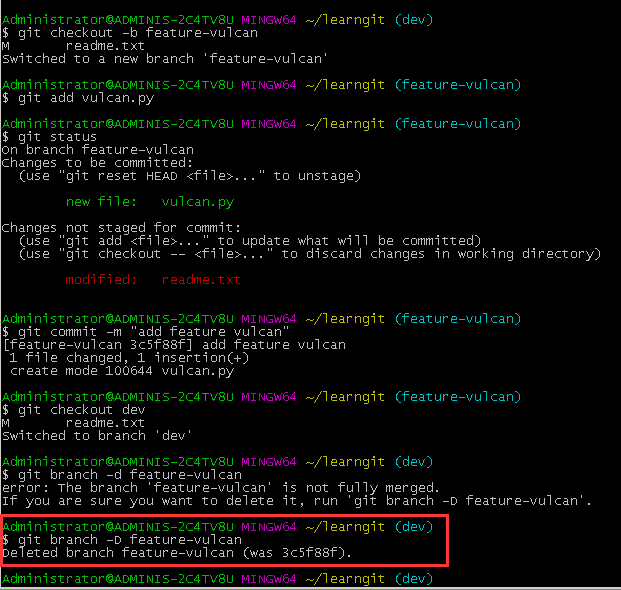 Administrator@ADMINIS-2C4TV8U MINGW64 ~/learngit (dev)
$ git checkout -b feature-vulcan
M       readme.txt
Switched to a new branch 'feature-vulcan'
Administrator@ADMINIS-2C4TV8U MINGW64 ~/learngit (feature-vulcan)
$ git add vulcan.py
Administrator@ADMINIS-2C4TV8U MINGW64 ~/learngit (feature-vulcan)
$ git status
On branch feature-vulcan
Changes to be committed:
  (use "git reset HEAD <file>..." to unstage)
        new file:   vulcan.py
Changes not staged for commit:
  (use "git add <file>..." to update what will be committed)
  (use "git checkout -- <file>..." to discard changes in working directory)
        modified:   readme.txt
Administrator@ADMINIS-2C4TV8U MINGW64 ~/learngit (feature-vulcan)
$ git commit -m "add feature vulcan"
[feature-vulcan 3c5f88f] add feature vulcan
 1 file changed, 1 insertion(+)
 create mode 100644 vulcan.py
Administrator@ADMINIS-2C4TV8U MINGW64 ~/learngit (feature-vulcan)
$ git checkout dev
M       readme.txt
Switched to branch 'dev'
Administrator@ADMINIS-2C4TV8U MINGW64 ~/learngit (dev)
$ git branch -d feature-vulcan
error: The branch 'feature-vulcan' is not fully merged.
If you are sure you want to delete it, run 'git branch -D feature-vulcan'.
Administrator@ADMINIS-2C4TV8U MINGW64 ~/learngit (dev)
$ git branch -D feature-vulcan
Deleted branch feature-vulcan (was 3c5f88f).
Administrator@ADMINIS-2C4TV8U MINGW64 ~/learngit (dev)